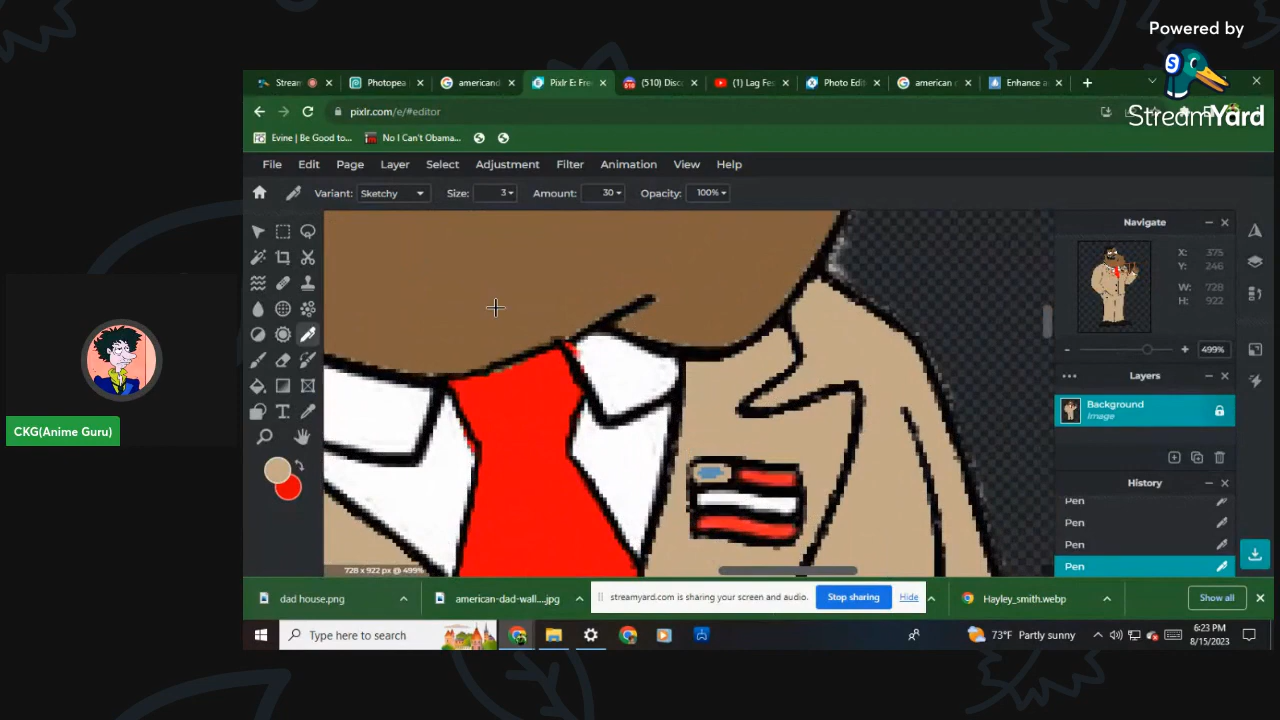 Powered by
StreamYard
Stream
Photopea
americand
Pixlr E: Fre
(510) Disc
(1) Lag Fe
Photo Edit
american
Enhance a
pixlr.com/e/#editor
Evine | Be Good to...
No I Can't Obama...
File Edit Page Layer Select Adjustment Filter Animation View Help
Variant: Sketchy Size: 3 Amount: 30 Opacity: 100%
Navigate
X: 375
Y: 246
W: 728
H: 922
499%
Layers
Background
Image
History
Pen
Pen
Pen
Pen
728 x 922 px @ 499%
CKG(Anime Guru)
dad house.png
american-dad-wall....jpg
streamyard.com is sharing your screen and audio.
Stop sharing
Hide
Hayley_smith.webp
Show all
Type here to search
73°F Partly sunny
6:23 PM
8/15/2023